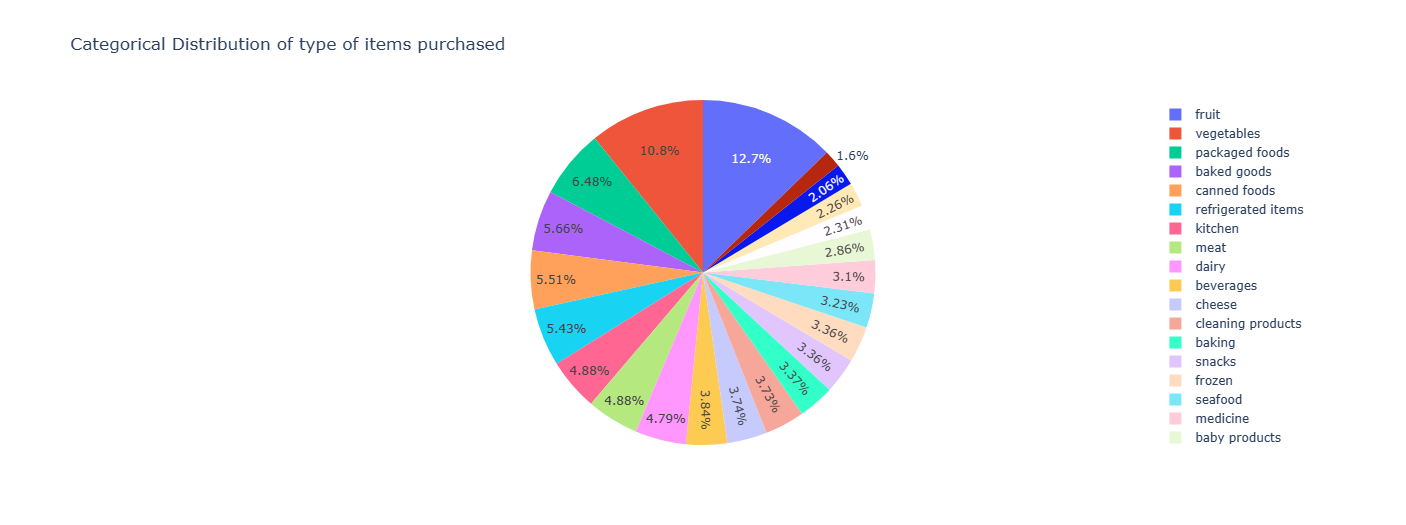 Categorical Distribution of type of items purchased
12.7%
1.6%
2.06%
2.26%
2.31%
2.86%
3.1%
3.23%
3.36%
3.36%
3.37%
3.73%
3.74%
3.84%
4.79%
4.88%
4.88%
5.43%
5.51%
5.66%
6.48%
10.8%
fruit
vegetables
packaged foods
baked goods
canned foods
refrigerated items
kitchen
meat
dairy
beverages
cheese
cleaning products
baking
snacks
frozen
seafood
medicine
baby products